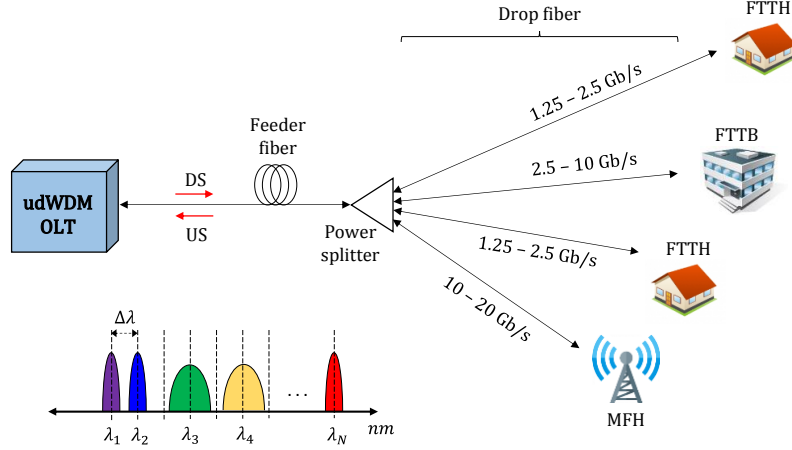 Drop fiber
FTTH
1.25 – 2.5 Gb/s
FTTB
Feeder
fiber
2.5 – 10 Gb/s
udWDM
OLT
DS
US
Power
splitter
1.25 – 2.5 Gb/s
FTTH
10 – 20 Gb/s
MFH
Δλ
...
λ1 λ2 λ3 λ4 λN nm